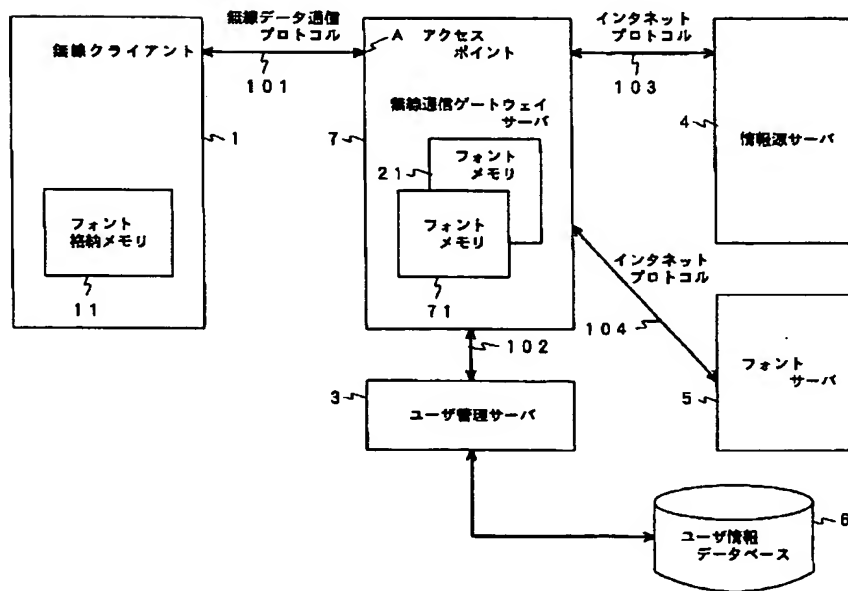 無線クライアント
1
フォント
格納メモリ
11
無線データ通信
プロトコル
101
A アクセス
ポイント
無線通信ゲートウェイ
サーバ
7
21
フォント
メモリ
フォント
メモリ
71
インタネット
プロトコル
103
4
情報源サーバ
インタネット
プロトコル
104
フォント
サーバ
5
102
3
ユーザ管理サーバ
ユーザ情報
データベース
6